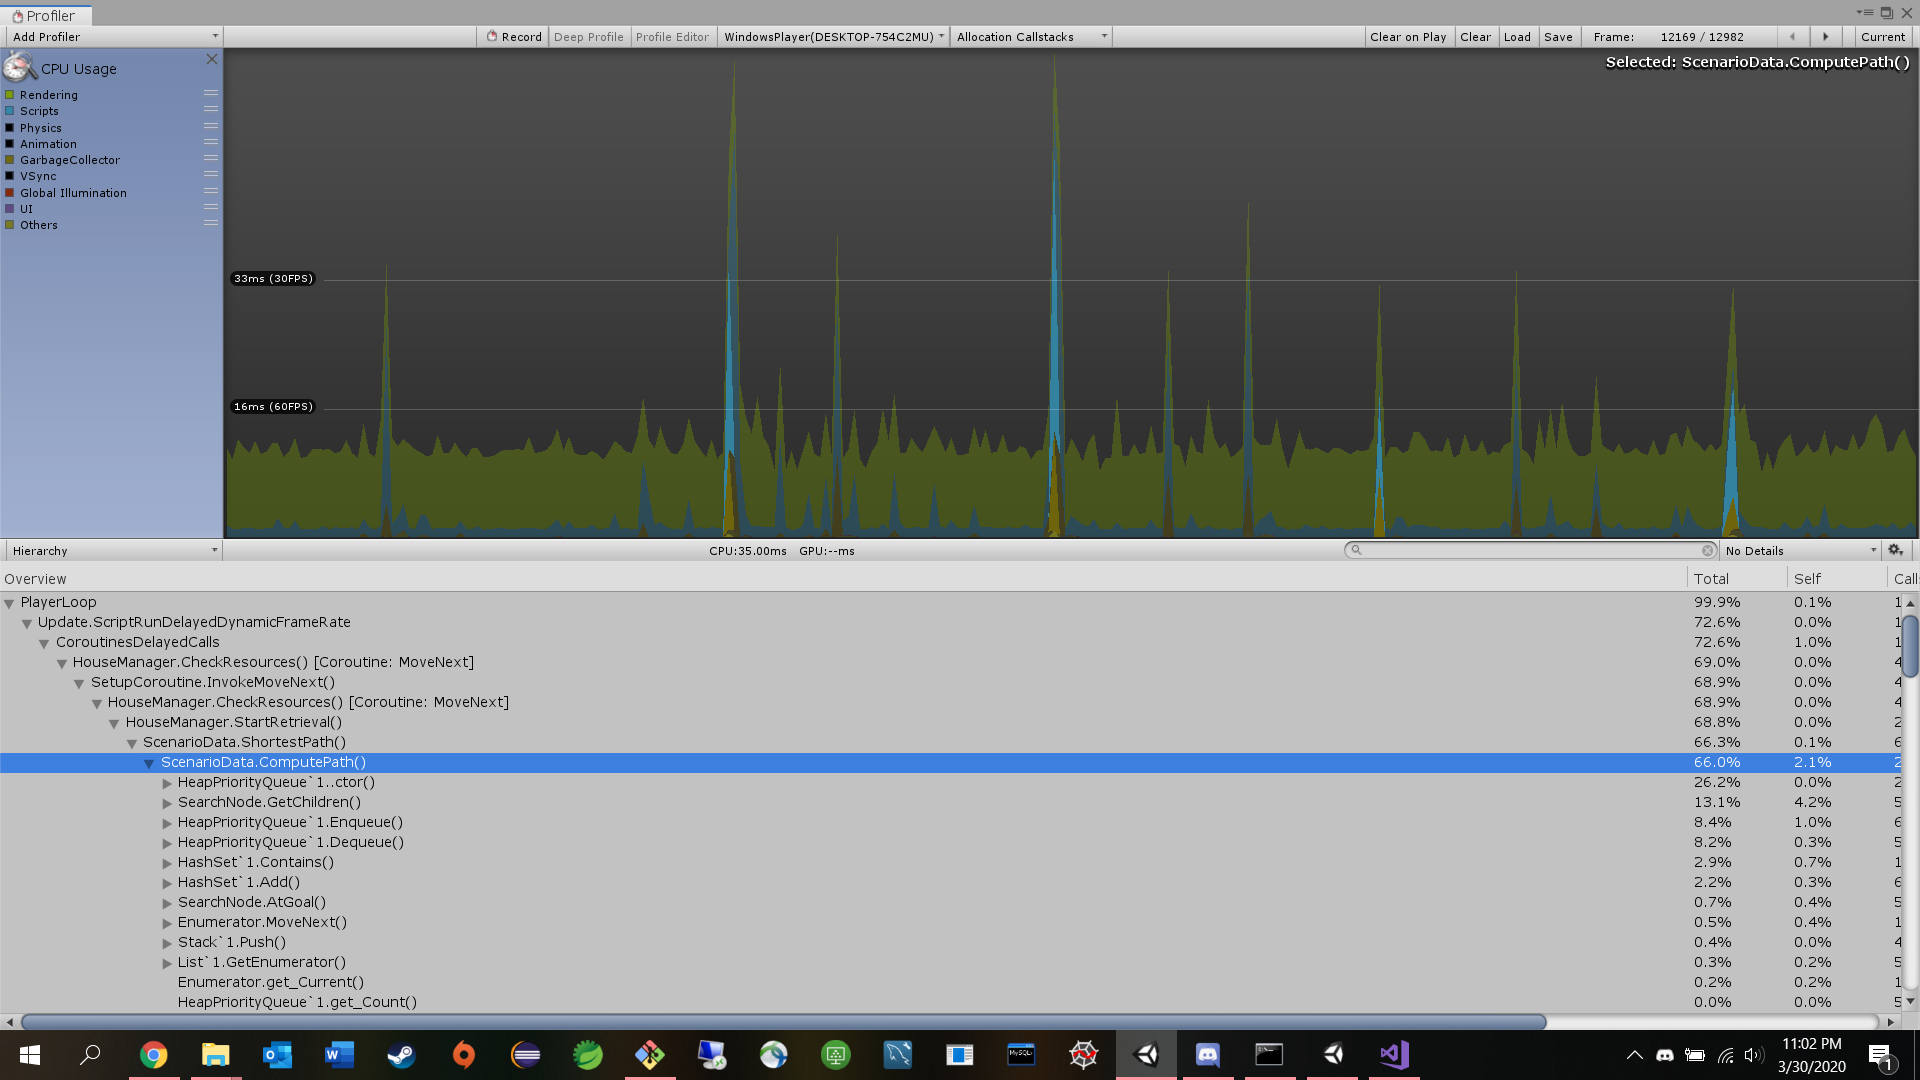 Profiler
Add Profiler Record Deep Profile Profile Editor WindowsPlayer(DESKTOP-754C2MU) Allocation Callstacks Clear on Play Clear Load Save Frame: 12169 / 12982 Current
CPU Usage
Selected: ScenarioData.ComputePath()
Rendering
Scripts
Physics
Animation
GarbageCollector
VSync
Global Illumination
UI
Others
33ms (30FPS)
16ms (60FPS)
Hierarchy CPU:35.00ms GPU:--ms No Details
Overview Total Self Call
PlayerLoop 99.9% 0.1% 1
Update.ScriptRunDelayedDynamicFrameRate 72.6% 0.0% 1
CoroutinesDelayedCalls 72.6% 1.0% 1
HouseManager.CheckResources() [Coroutine: MoveNext] 69.0% 0.0% 4
SetupCoroutine.InvokeMoveNext() 68.9% 0.0% 4
HouseManager.CheckResources() [Coroutine: MoveNext] 68.9% 0.0% 4
HouseManager.StartRetrieval() 68.8% 0.0% 2
ScenarioData.ShortestPath() 66.3% 0.1% 6
ScenarioData.ComputePath() 66.0% 2.1% 2
HeapPriorityQueue`1..ctor() 26.2% 0.0% 2
SearchNode.GetChildren() 13.1% 4.2% 5
HeapPriorityQueue`1.Enqueue() 8.4% 1.0% 6
HeapPriorityQueue`1.Dequeue() 8.2% 0.3% 5
HashSet`1.Contains() 2.9% 0.7% 1
HashSet`1.Add() 2.2% 0.3% 6
SearchNode.AtGoal() 0.7% 0.4% 5
Enumerator.MoveNext() 0.5% 0.4% 1
Stack`1.Push() 0.4% 0.0% 4
List`1.GetEnumerator() 0.3% 0.2% 5
Enumerator.get_Current() 0.2% 0.2% 1
HeapPriorityQueue`1.get_Count() 0.0% 0.0% 5
MySQL
11:02 PM
3/30/2020
1